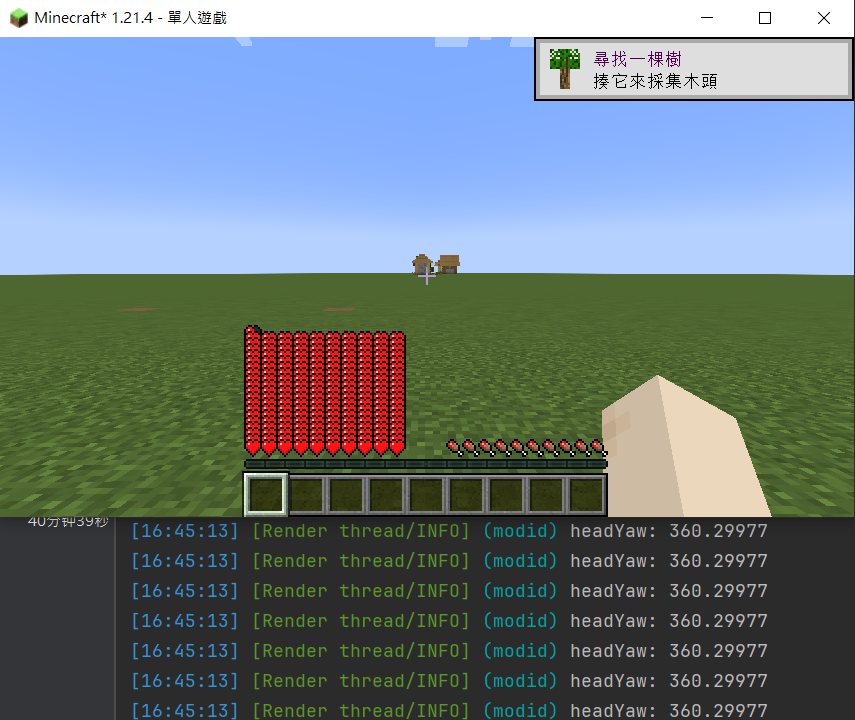 Minecraft* 1.21.4 - 單人遊戲
尋找一棵樹
揍它來採集木頭
40分钟39秒
[16:45:13] [Render thread/INFO] (modid) headYaw: 360.29977
[16:45:13] [Render thread/INFO] (modid) headYaw: 360.29977
[16:45:13] [Render thread/INFO] (modid) headYaw: 360.29977
[16:45:13] [Render thread/INFO] (modid) headYaw: 360.29977
[16:45:13] [Render thread/INFO] (modid) headYaw: 360.29977
[16:45:13] [Render thread/INFO] (modid) headYaw: 360.29977
[16:45:13] [Render thread/INFO] (modid) headYaw: 360.29977